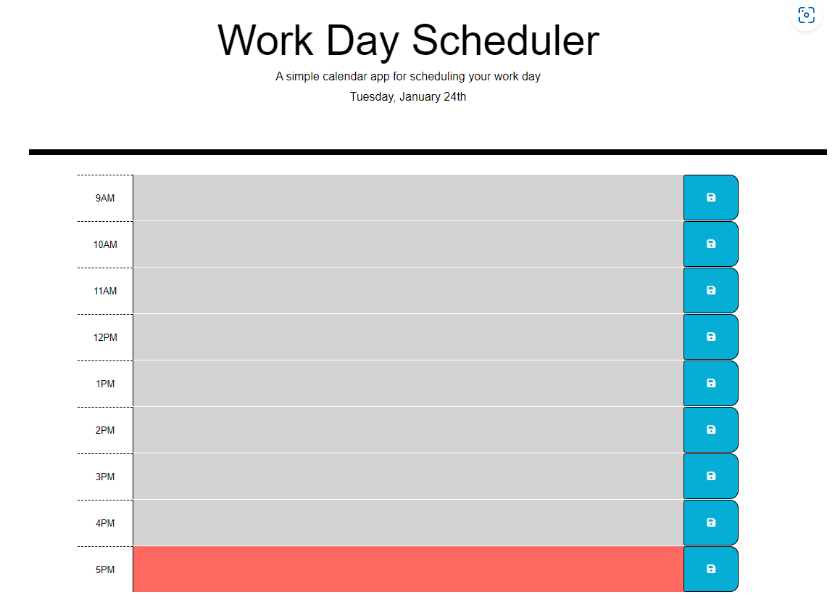 Work Day Scheduler
A simple calendar app for scheduling your work day
Tuesday, January 24th
9AM
10AM
11AM
12PM
1PM
2PM
3PM
4PM
5PM